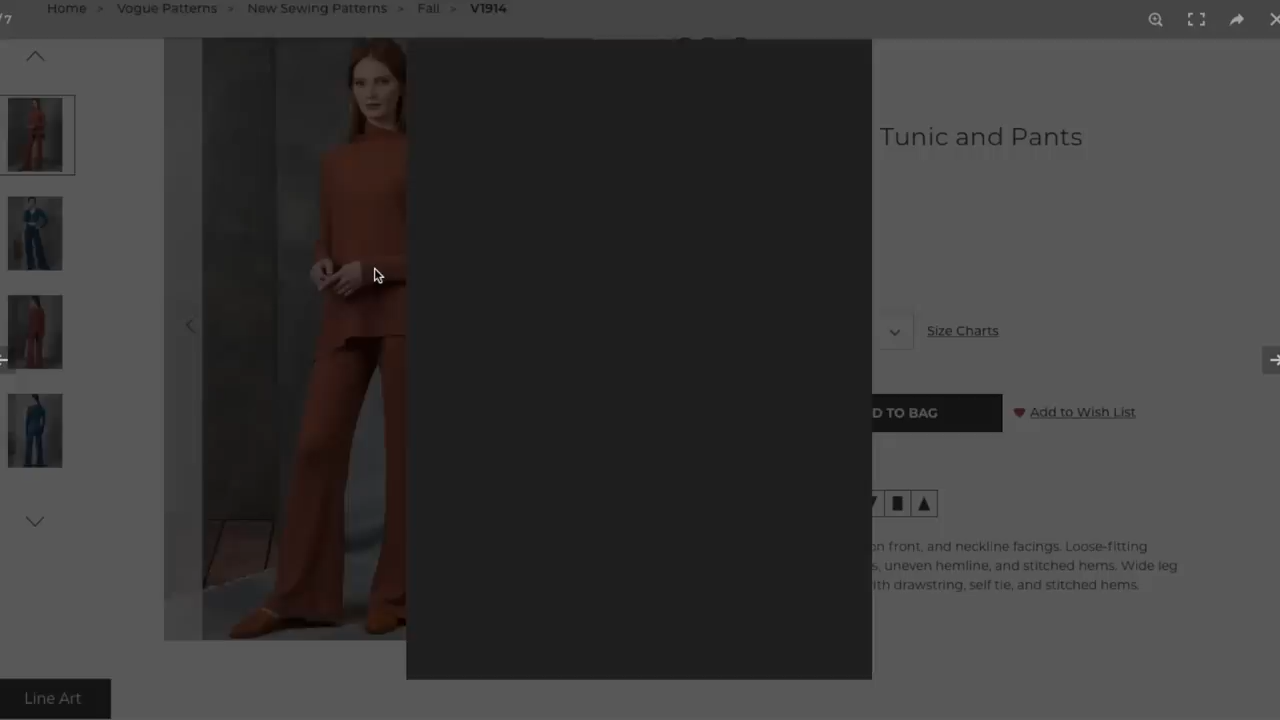 Home > Vogue Patterns > New Sewing Patterns > Fall > V1914
/7
Tunic and Pants
Size Charts
D TO BAG
Add to Wish List
on front, and neckline facings. Loose-fitting
s, uneven hemline, and stitched hems. Wide leg
ith drawstring, self tie, and stitched hems.
Line Art